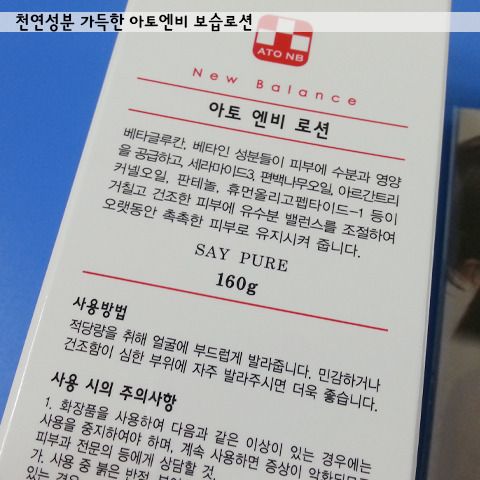 천연성분 가득한 아토엔비 보습로션
ATO NB
New Balance
아토 엔비 로션
베타글루칸, 베타인 성분들이 피부에 수분과 영양
을 공급하고, 세라마이드3, 편백나무오일, 아르간트리
커넬오일, 판테놀, 휴먼올리고펩타이드-1 등이
거칠고 건조한 피부에 유수분 밸런스를 조절하여
오랫동안 촉촉한 피부로 유지시켜 줍니다.
SAY PURE
160g
사용방법
적당량을 취해 얼굴에 부드럽게 발라줍니다. 민감하거나
건조함이 심한 부위에 자주 발라주시면 더욱 좋습니다.
사용 시의 주의사항
1. 화장품을 사용하여 다음과 같은 이상이 있는 경우에는
사용을 중지하여야 하며, 계속 사용하면 증상이 악화되므로
피부과 전문의 등에게 상담할 것.
가. 사용 중 붉은 반점,
있는 경우